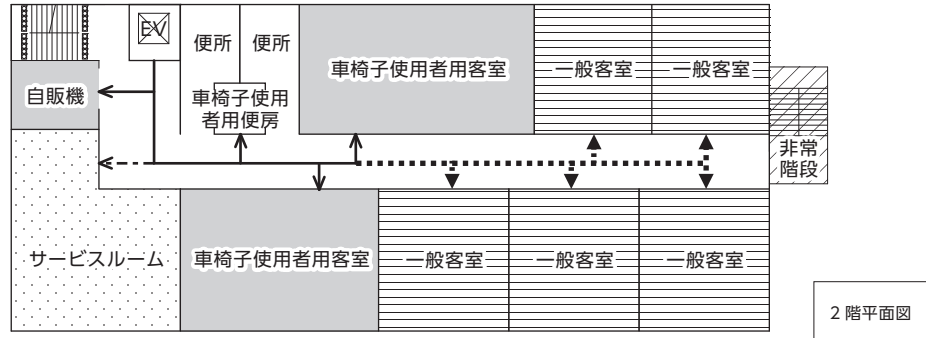 EV
便所
便所
車椅子使用者用客室
一般客室
一般客室
自販機
車椅子使用
者用便房
非常
階段
サービスルーム
車椅子使用者用客室
一般客室
一般客室
一般客室
2階平面図